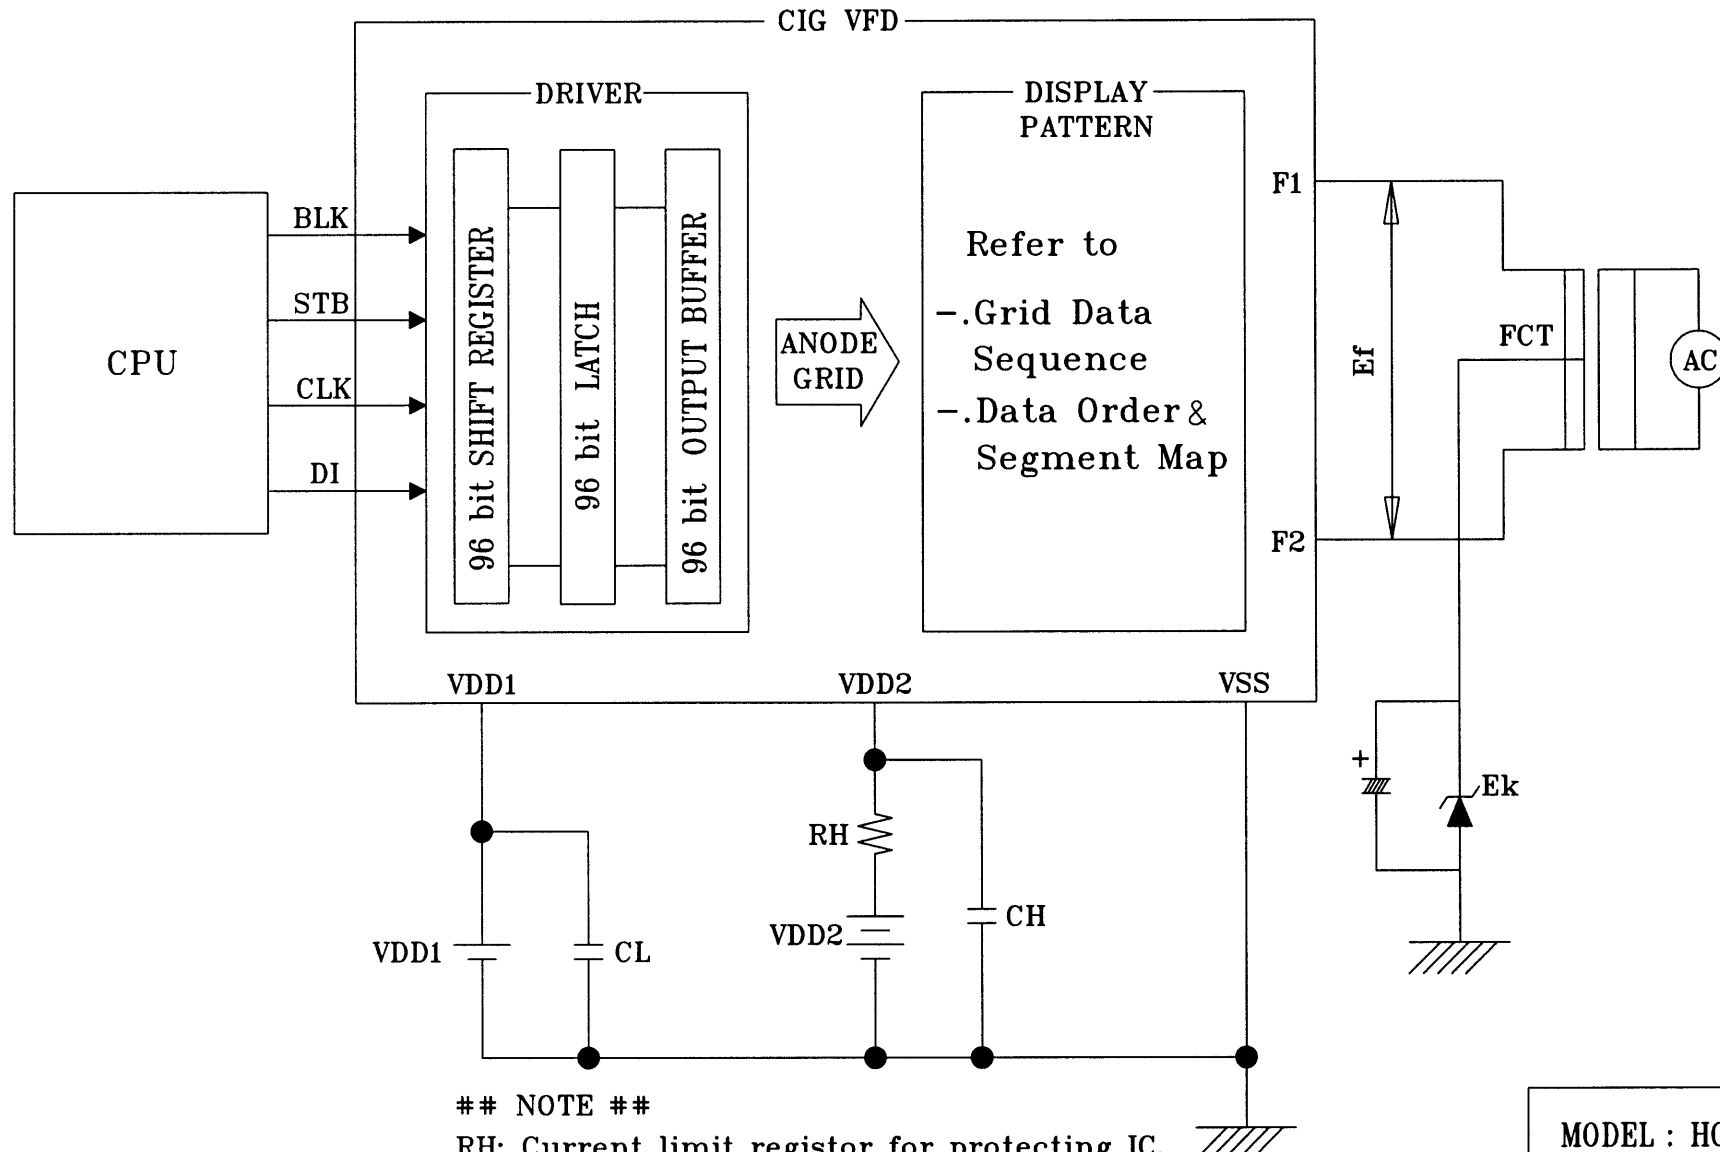 CIG VFD
DRIVER
DISPLAY
PATTERN
CPU
BLK
STB
CLK
DI
96 bit SHIFT REGISTER
96 bit LATCH
96 bit OUTPUT BUFFER
ANODE
GRID
Refer to
-.Grid Data
Sequence
-.Data Order &
Segment Map
F1
F2
Ef
FCT
AC
VDD1
VDD2
VSS
+
Ek
RH
VDD1
CL
VDD2
CH
## NOTE ##
RH: Current limit registor for protecting IC.
MODEL : HC